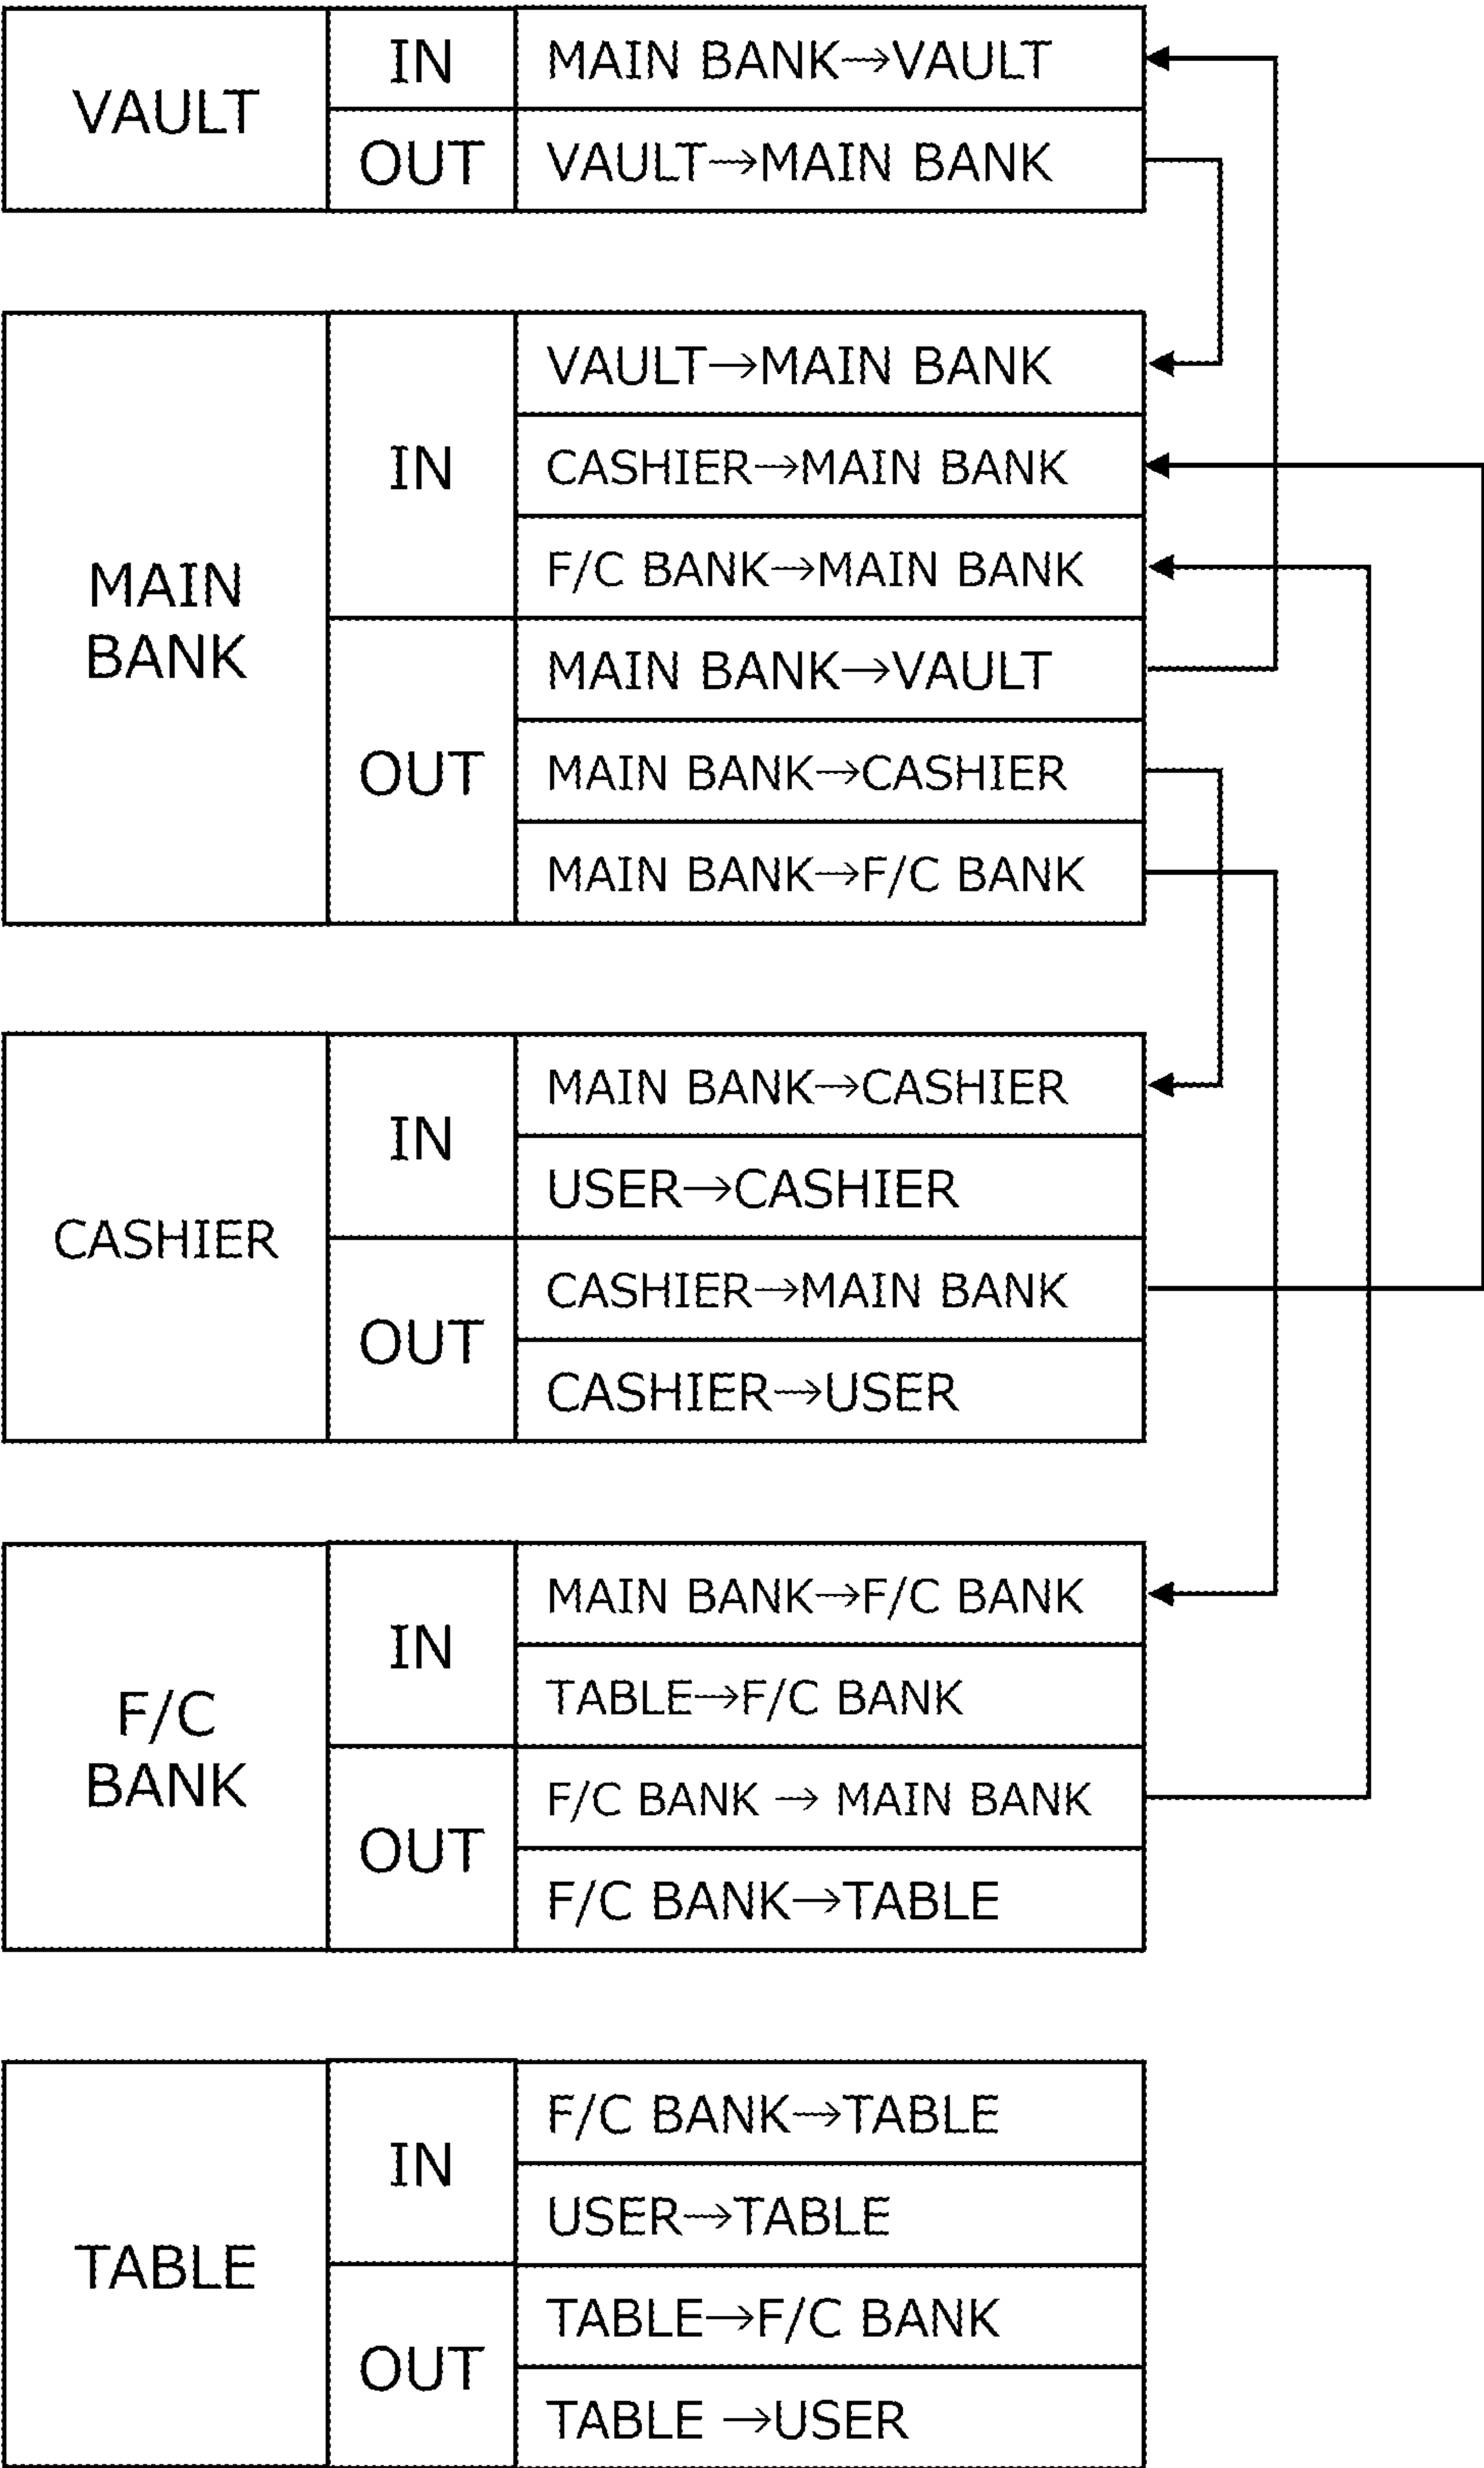 VAULT
IN
MAIN BANK→VAULT
OUT
VAULT→MAIN BANK
MAIN
BANK
IN
VAULT→MAIN BANK
CASHIER→MAIN BANK
F/C BANK→MAIN BANK
OUT
MAIN BANK→VAULT
MAIN BANK→CASHIER
MAIN BANK→F/C BANK
CASHIER
IN
MAIN BANK→CASHIER
USER→CASHIER
OUT
CASHIER→MAIN BANK
CASHIER→USER
F/C
BANK
IN
MAIN BANK→F/C BANK
TABLE→F/C BANK
OUT
F/C BANK → MAIN BANK
F/C BANK→TABLE
TABLE
IN
F/C BANK→TABLE
USER→TABLE
OUT
TABLE→F/C BANK
TABLE →USER